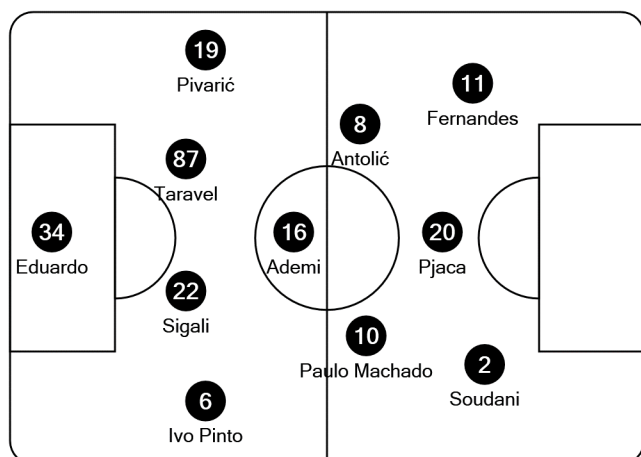 19
Pivarić
11
Fernandes
8
Antolić
87
Taravel
34
Eduardo
16
Ademi
20
Pjaca
22
Sigali
10
Paulo Machado
2
Soudani
6
Ivo Pinto